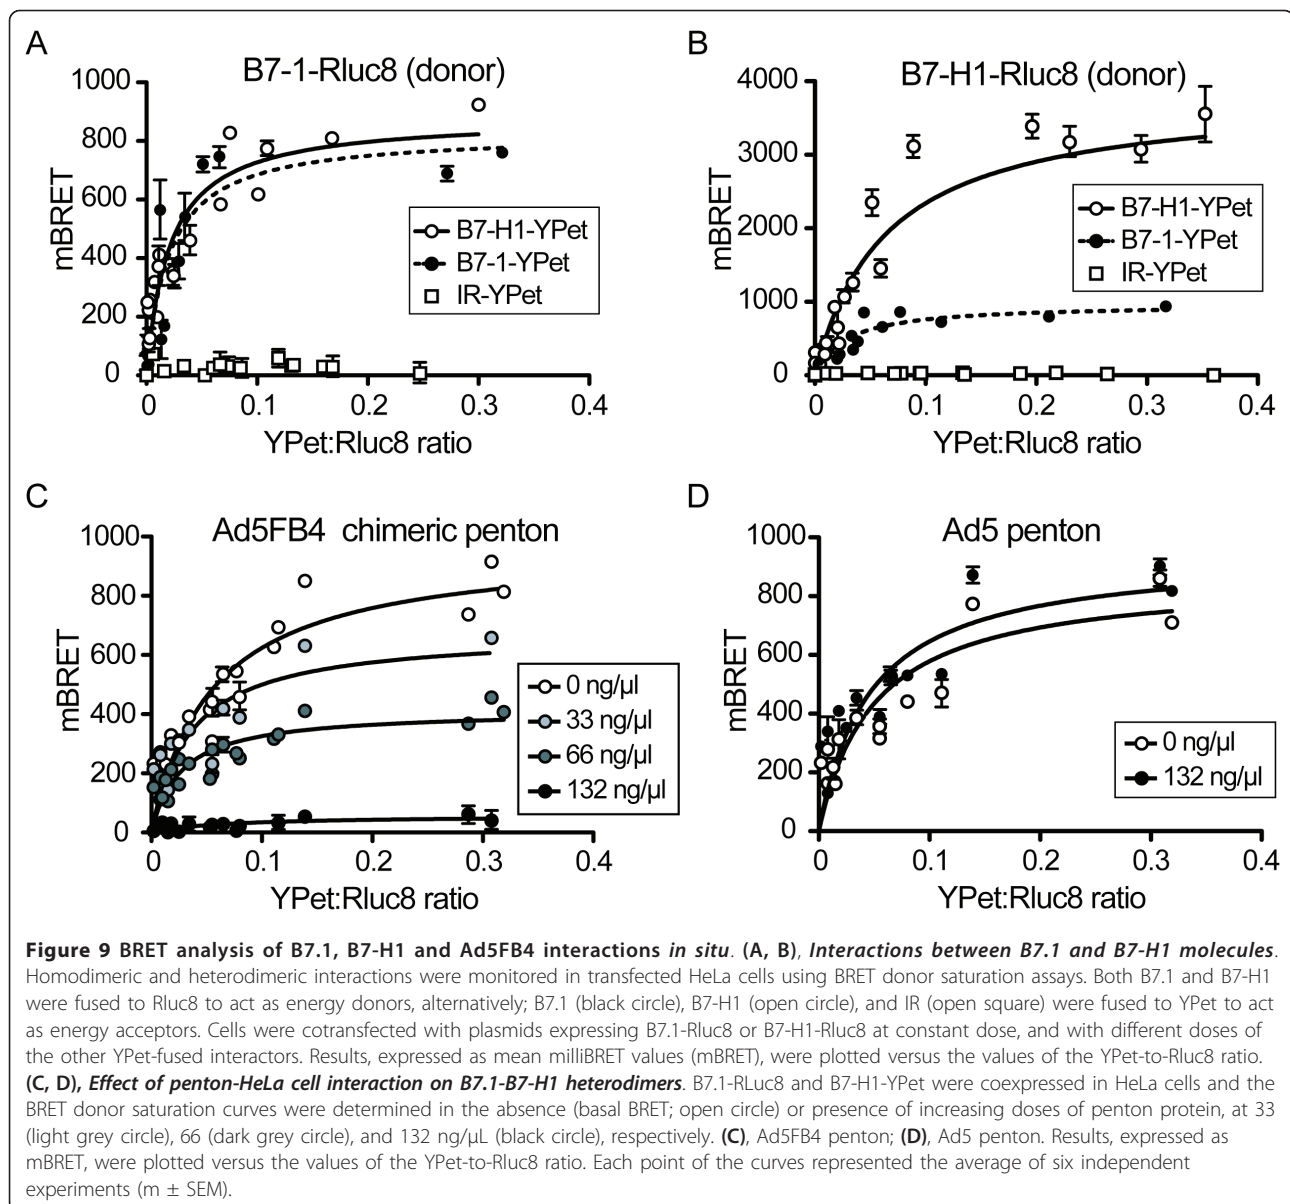 A
B7-1-Rluc8 (donor)
1000
800
600
400
200
0
mBRET
B7-H1-YPet
B7-1-YPet
IR-YPet
0 0.1 0.2 0.3 0.4
YPet:Rluc8 ratio
B
B7-H1-Rluc8 (donor)
4000
3000
2000
1000
0
mBRET
B7-H1-YPet
B7-1-YPet
IR-YPet
0 0.1 0.2 0.3 0.4
YPet:Rluc8 ratio
C
Ad5FB4 chimeric penton
1000
800
600
400
200
0
mBRET
0 ng/µl
33 ng/µl
66 ng/µl
132 ng/µl
0 0.1 0.2 0.3 0.4
YPet:Rluc8 ratio
D
Ad5 penton
1000
800
600
400
200
0
mBRET
0 ng/µl
132 ng/µl
0 0.1 0.2 0.3 0.4
YPet:Rluc8 ratio
Figure 9 BRET analysis of B7.1, B7-H1 and Ad5FB4 interactions in situ. (A, B), Interactions between B7.1 and B7-H1 molecules.
Homodimeric and heterodimeric interactions were monitored in transfected HeLa cells using BRET donor saturation assays. Both B7.1 and B7-H1
were fused to Rluc8 to act as energy donors, alternatively; B7.1 (black circle), B7-H1 (open circle), and IR (open square) were fused to YPet to act
as energy acceptors. Cells were cotransfected with plasmids expressing B7.1-Rluc8 or B7-H1-Rluc8 at constant dose, and with different doses of
the other YPet-fused interactors. Results, expressed as mean milliBRET values (mBRET), were plotted versus the values of the YPet-to-Rluc8 ratio.
(C, D), Effect of penton-HeLa cell interaction on B7.1-B7-H1 heterodimers. B7.1-RLuc8 and B7-H1-YPet were coexpressed in HeLa cells and the
BRET donor saturation curves were determined in the absence (basal BRET; open circle) or presence of increasing doses of penton protein, at 33
(light grey circle), 66 (dark grey circle), and 132 ng/µL (black circle), respectively. (C), Ad5FB4 penton; (D), Ad5 penton. Results, expressed as
mBRET, were plotted versus the values of the YPet-to-Rluc8 ratio. Each point of the curves represented the average of six independent
experiments (m ± SEM).